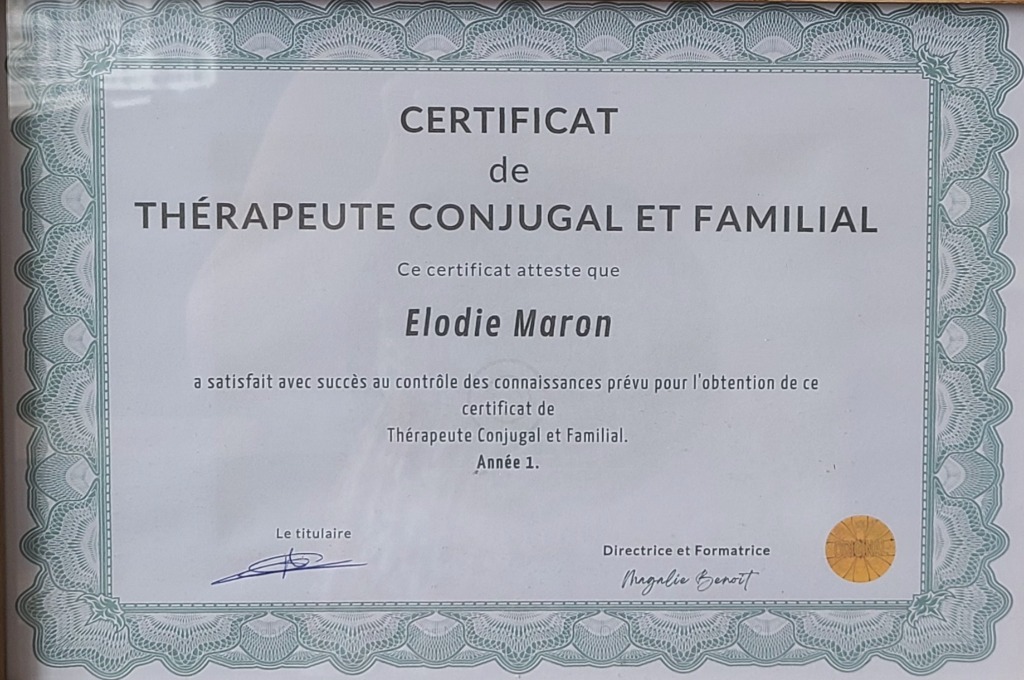 CERTIFICAT
de
THÉRAPEUTE CONJUGAL ET FAMILIAL
Ce certificat atteste que
Elodie Maron
a satisfait avec succès au contrôle des connaissances prévu pour l'obtention de ce
certificat de
Thérapeute Conjugal et Familial.
Année 1.
Le titulaire
Directrice et Formatrice
Magalie Benoit